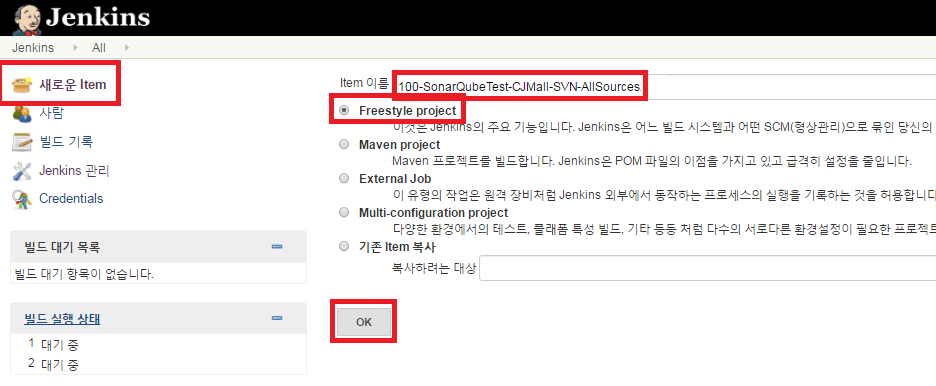 Jenkins
Jenkins All
새로운 Item
사람
빌드 기록
Jenkins 관리
Credentials
빌드 대기 목록
빌드 대기 항목이 없습니다.
빌드 실행 상태
1 대기 중
2 대기 중
Item 이름 100-SonarQubeTest-CJMall-SVN-AllSources
Freestyle project
이것은 Jenkins의 주요 기능입니다. Jenkins은 어느 빌드 시스템과 어떤 SCM(형상관리)으로 묶인 당신의
Maven project
Maven 프로젝트를 빌드합니다. Jenkins은 POM 파일의 이점을 가지고 있고 급격히 설정을 줄입니다.
External Job
이 유형의 작업은 원격 장비처럼 Jenkins 외부에서 동작하는 프로세스의 실행을 기록하는 것을 허용합니다
Multi-configuration project
다양한 환경에서의 테스트, 플래폼 특성 빌드, 기타 등등 처럼 다수의 서로다른 환경설정이 필요한 프로젝트
기존 Item 복사
복사하려는 대상
OK